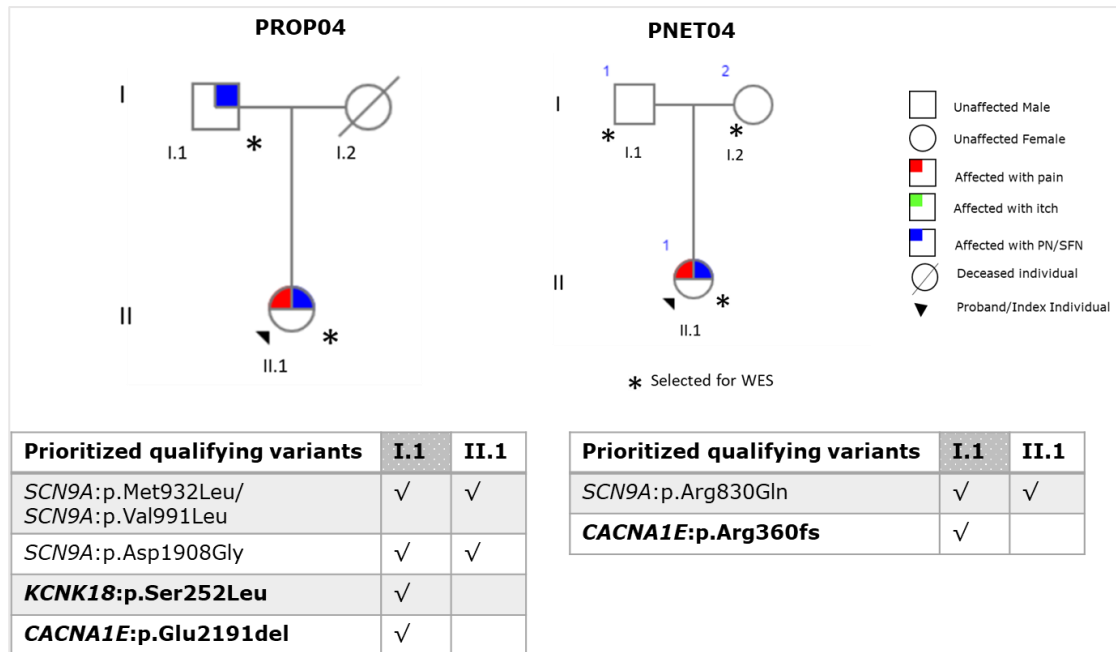 PROP04
I
I.1
*
I.2
II
*
II.1
PNET04
1
2
I
*
I.1
*
I.2
1
II
*
II.1
* Selected for WES
Unaffected Male
Unaffected Female
Affected with pain
Affected with itch
Affected with PN/SFN
Deceased individual
Proband/Index Individual
Prioritized qualifying variants I.1 II.1
SCN9A:p.Met932Leu/ √ √
SCN9A:p.Val991Leu
SCN9A:p.Asp1908Gly √ √
KCNK18:p.Ser252Leu √
CACNA1E:p.Glu2191del √
Prioritized qualifying variants I.1 II.1
SCN9A:p.Arg830Gln √ √
CACNA1E:p.Arg360fs √